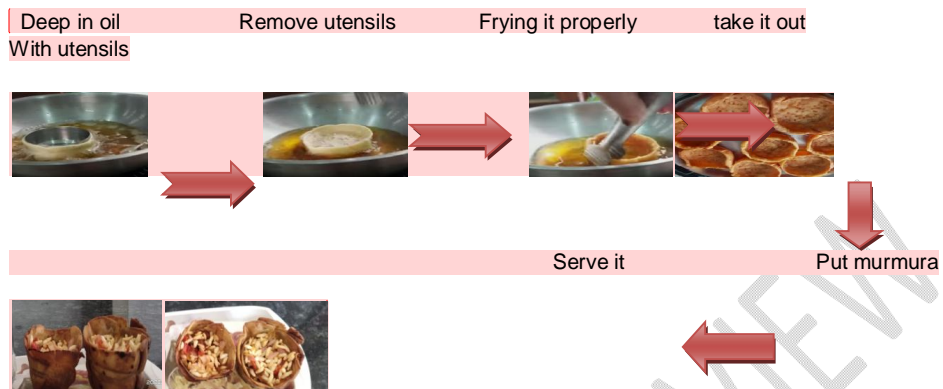 Deep in oil Remove utensils Frying it properly take it out
With utensils
Serve it Put murmura